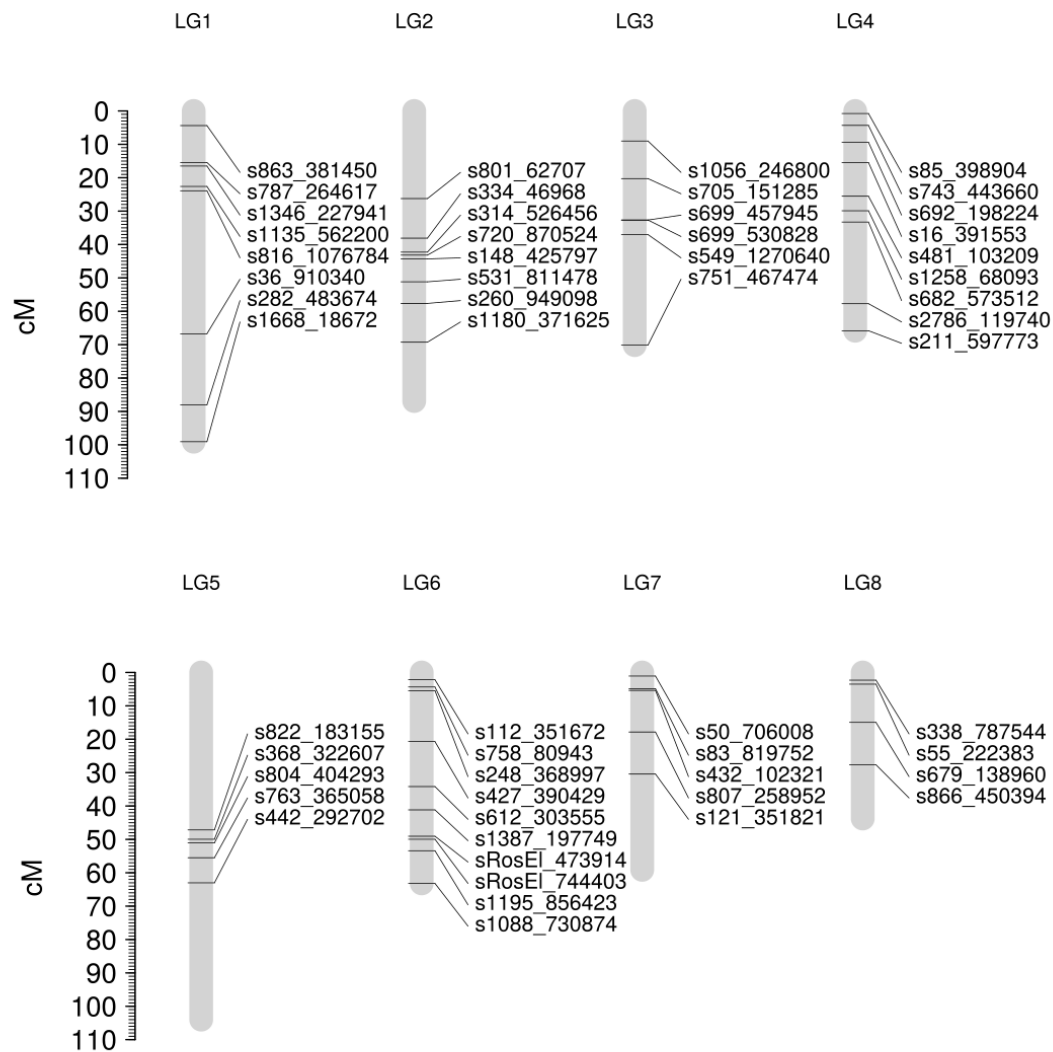 LG1
LG2
LG3
LG4
cM
0
10
20
30
40
50
60
70
80
90
100
110
s863_381450
s787_264617
s1346_227941
s1135_562200
s816_1076784
s36_910340
s282_483674
s1668_18672
s801_62707
s334_46968
s314_526456
s720_870524
s148_425797
s531_811478
s260_949098
s1180_371625
s1056_246800
s705_151285
s699_457945
s699_530828
s549_1270640
s751_467474
s85_398904
s743_443660
s692_198224
s16_391553
s481_103209
s1258_68093
s682_573512
s2786_119740
s211_597773
LG5
LG6
LG7
LG8
cM
0
10
20
30
40
50
60
70
80
90
100
110
s822_183155
s368_322607
s804_404293
s763_365058
s442_292702
s112_351672
s758_80943
s248_368997
s427_390429
s612_303555
s1387_197749
sRosEl_473914
sRosEl_744403
s1195_856423
s1088_730874
s50_706008
s83_819752
s432_102321
s807_258952
s121_351821
s338_787544
s55_222383
s679_138960
s866_450394